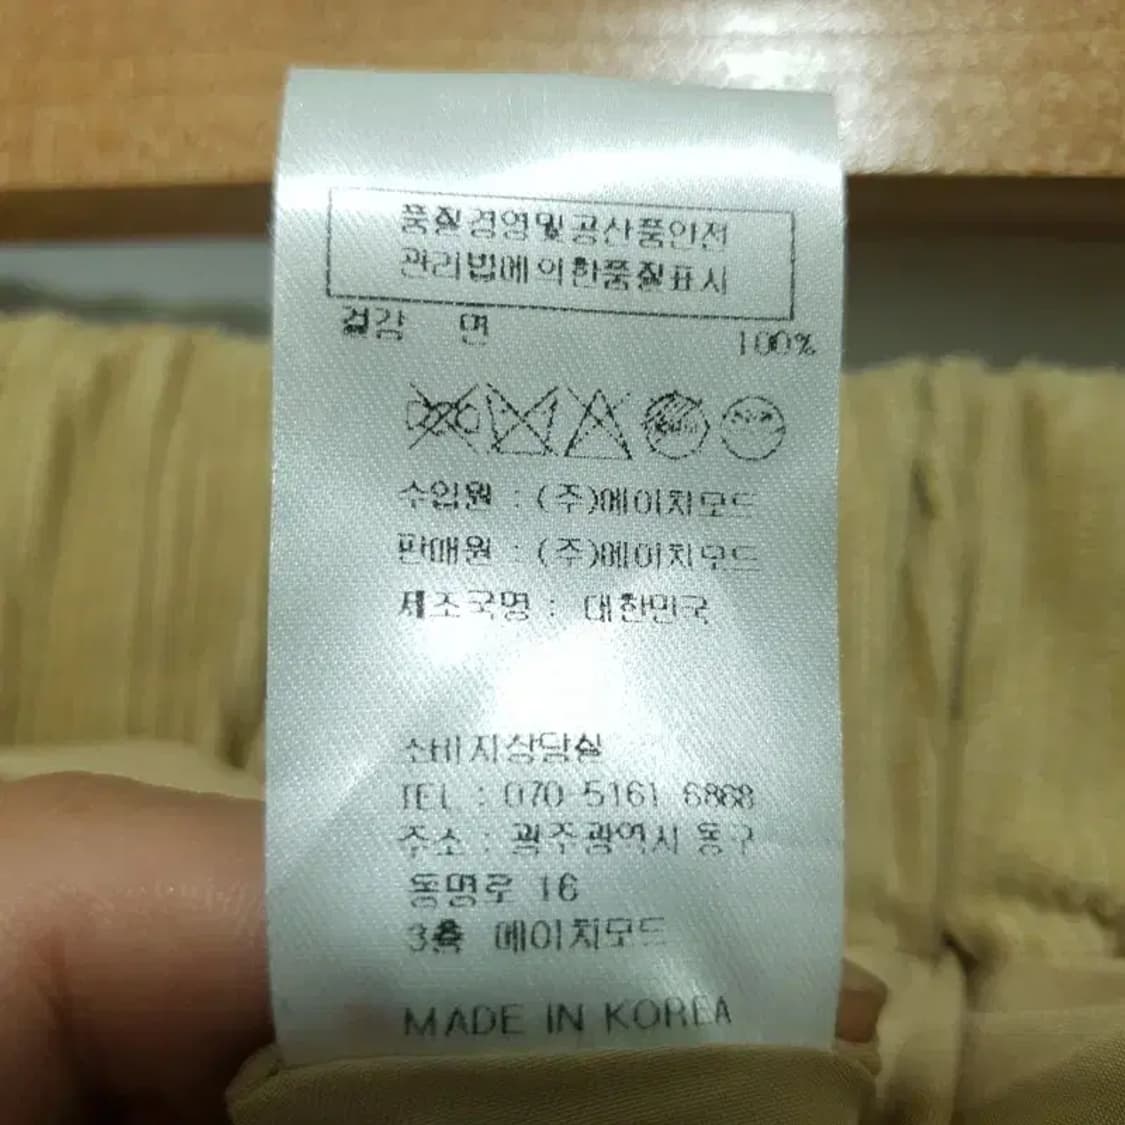 품질경영및공산품안전
관리법에의한품질표시
겉감 면 100%
수입원 : (주)에이치모드
판매원 : (주)에이치모드
제조국명 : 대한민국
소비자상담실
TEL : 070 5161 6868
주소 : 광주광역시 동구
동명로 16
3층 에이치모드
MADE IN KOREA